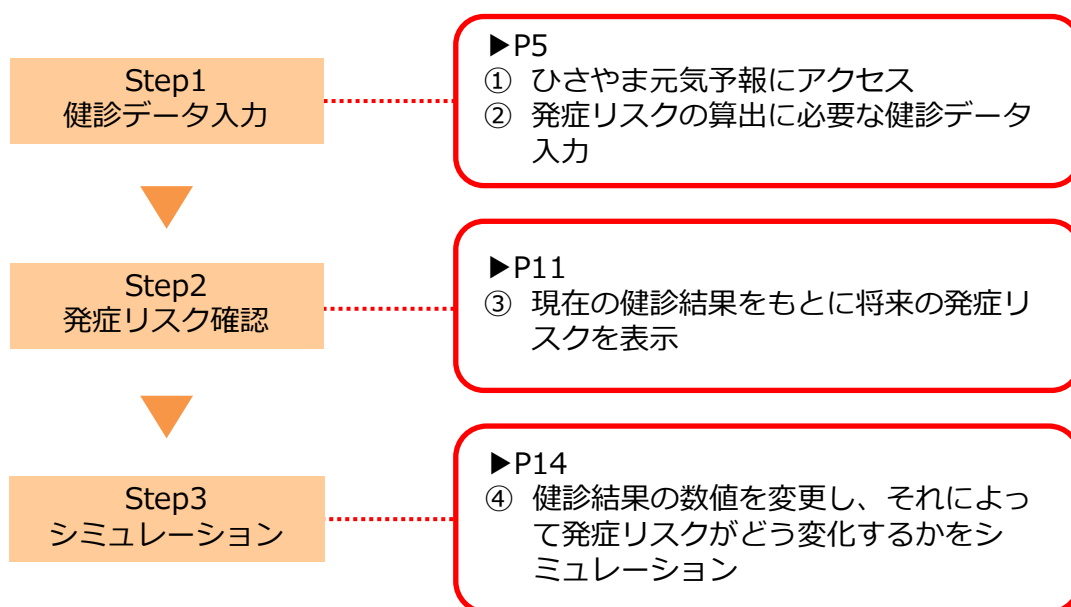 Step1
健診データ入力
▶P5
① ひさやま元気予報にアクセス
② 発症リスクの算出に必要な健診データ
入力
Step2
発症リスク確認
▶P11
③ 現在の健診結果をもとに将来の発症リ
スクを表示
Step3
シミュレーション
▶P14
④ 健診結果の数値を変更し、それによっ
て発症リスクがどう変化するかをシ
ミュレーション